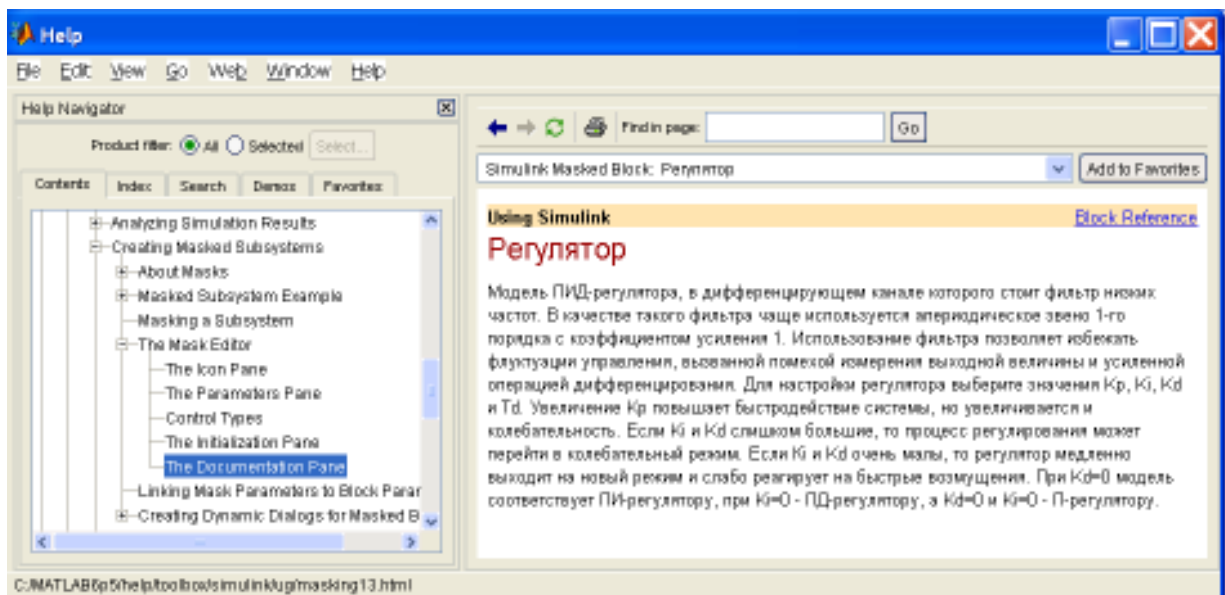 Help
File Edit View Go Web Window Help
Help Navigator
Product filter: All Selected Select...
Contents Index Search Demos Favorites
Analyzing Simulation Results
Creating Masked Subsystems
About Masks
Masked Subsystem Example
Masking a Subsystem
The Mask Editor
The Icon Pane
The Parameters Pane
Control Types
The Initialization Pane
The Documentation Pane
Linking Mask Parameters to Block Parar
Creating Dynamic Dialogs for Masked B
Find in page: Go
Simulink Masked Block: Регулятор Add to Favorites
Using Simulink Block Reference
Регулятор
Модель ПИД-регулятора, в дифференцирующем канале которого стоит фильтр низких
частот. В качестве такого фильтра чаще используется апериодическое звено 1-го
порядка с коэффициентом усиления 1. Использование фильтра позволяет избежать
флуктуации управления, вызванной помехой измерения выходной величины и усиленной
операцией дифференцирования. Для настройки регулятора выберите значения Kp, Ki, Kd
и Td. Увеличение Kp повышает быстродействие системы, но увеличивается и
колебательность. Если Ki и Kd слишком большие, то процесс регулирования может
перейти в колебательный режим. Если Ki и Kd очень малы, то регулятор медленно
выходит на новый режим и слабо реагирует на быстрые возмущения. При Kd=0 модель
соответствует ПИ-регулятору, при Ki=0 - ПД-регулятору, а Kd=0 и Ki=0 - П-регулятору.
C:/MATLAB6p5/help/toolbox/simulink/ug/masking13.html